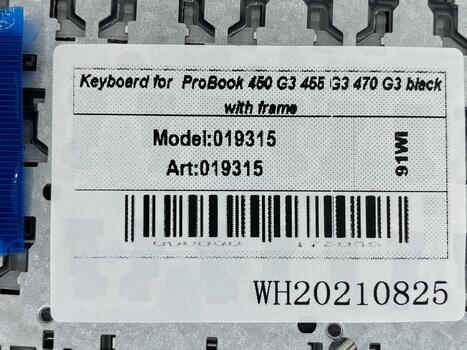 Keyboard for ProBook 450 G3 455 G3 470 G3 black
with frame
Model:019315
Art:019315
91Wi
WH20210825